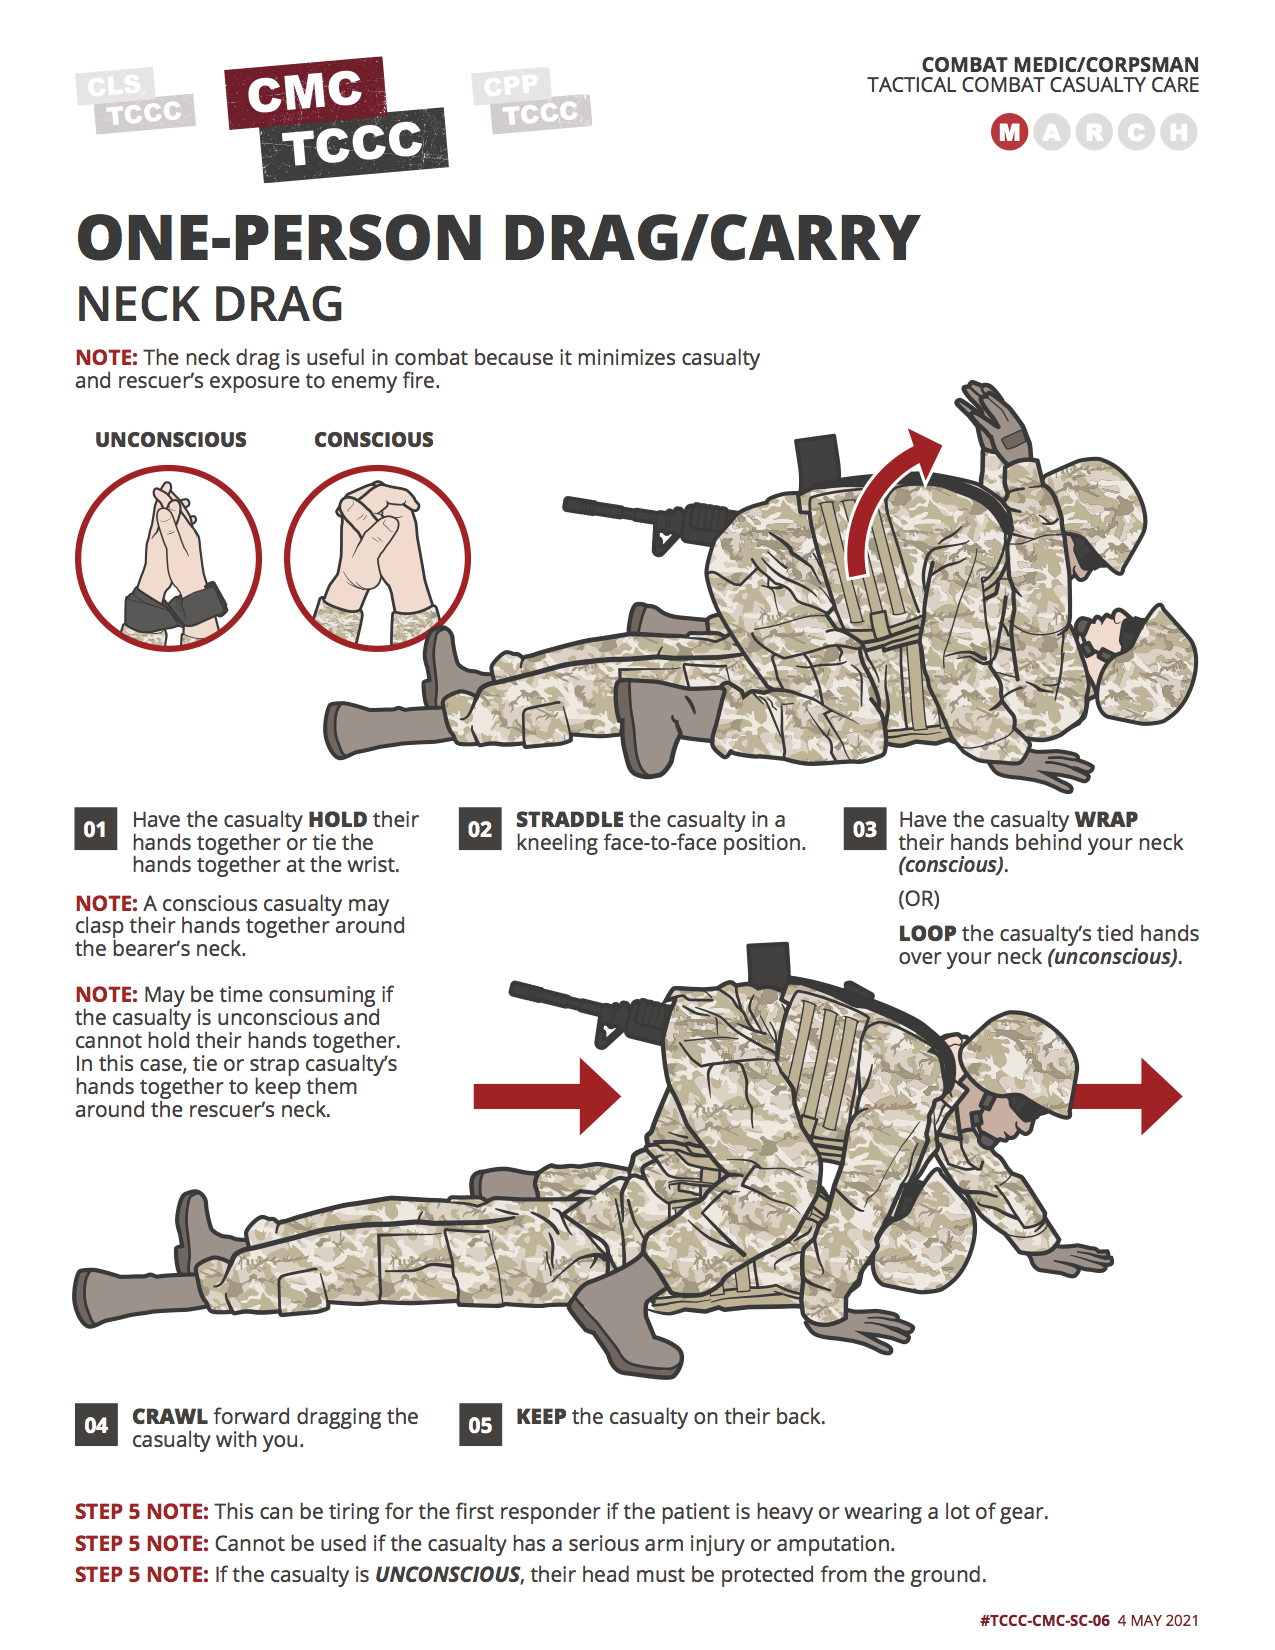 CLS
TCCC
CMC
TCCC
CPP
TCCC
COMBAT MEDIC/CORPSMAN
TACTICAL COMBAT CASUALTY CARE
M A R C H
ONE-PERSON DRAG/CARRY
NECK DRAG
NOTE: The neck drag is useful in combat because it minimizes casualty
and rescuer's exposure to enemy fire.
UNCONSCIOUS
CONSCIOUS
01
Have the casualty HOLD their
hands together or tie the
hands together at the wrist.
NOTE: A conscious casualty may
clasp their hands together around
the bearer's neck.
NOTE: May be time consuming if
the casualty is unconscious and
cannot hold their hands together.
In this case, tie or strap casualty's
hands together to keep them
around the rescuer's neck.
02
STRADDLE the casualty in a
kneeling face-to-face position.
03
Have the casualty WRAP
their hands behind your neck
(conscious).
(OR)
LOOP the casualty's tied hands
over your neck (unconscious).
04
CRAWL forward dragging the
casualty with you.
05
KEEP the casualty on their back.
STEP 5 NOTE: This can be tiring for the first responder if the patient is heavy or wearing a lot of gear.
STEP 5 NOTE: Cannot be used if the casualty has a serious arm injury or amputation.
STEP 5 NOTE: If the casualty is UNCONSCIOUS, their head must be protected from the ground.
#TCCC-CMC-SC-06 4 MAY 2021